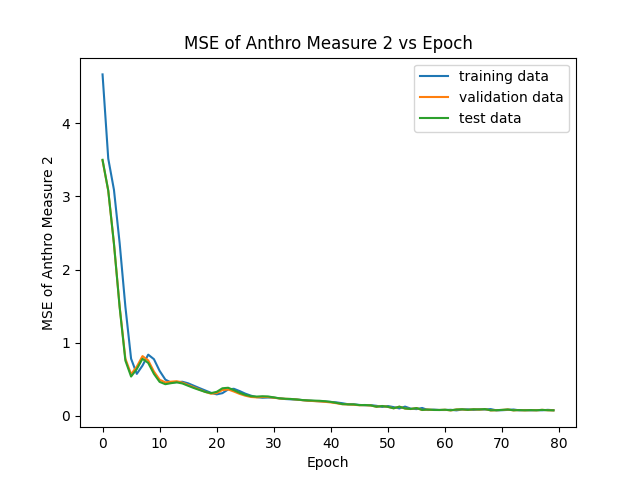 MSE of Anthro Measure 2 vs Epoch
training data
validation data
test data
MSE of Anthro Measure 2
4
3
2
1
0
0 10 20 30 40 50 60 70 80
Epoch